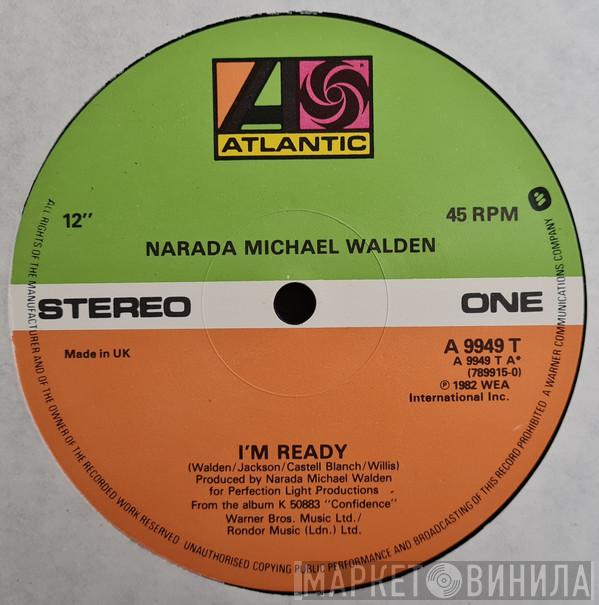 ATLANTIC
12"
45 RPM
NARADA MICHAEL WALDEN
STEREO
ONE
Made in UK
A 9949 T
A 9949 T A*
(789915-0)
℗ 1982 WEA
International Inc.
I'M READY
(Walden/Jackson/Castell Blanch/Willis)
Produced by Narada Michael Walden
for Perfection Light Productions
From the album K 50883 "Confidence"
Warner Bros. Music Ltd./
Rondor Music (Ldn.) Ltd.
ALL RIGHTS OF THE MANUFACTURER AND OF THE OWNER OF THE RECORDED WORK RESERVED UNAUTHORISED COPYING PUBLIC PERFORMANCE AND BROADCASTING OF THIS RECORD PROHIBITED A WARNER COMMUNICATIONS COMPANY
МАРКЕТ ВИНИЛА